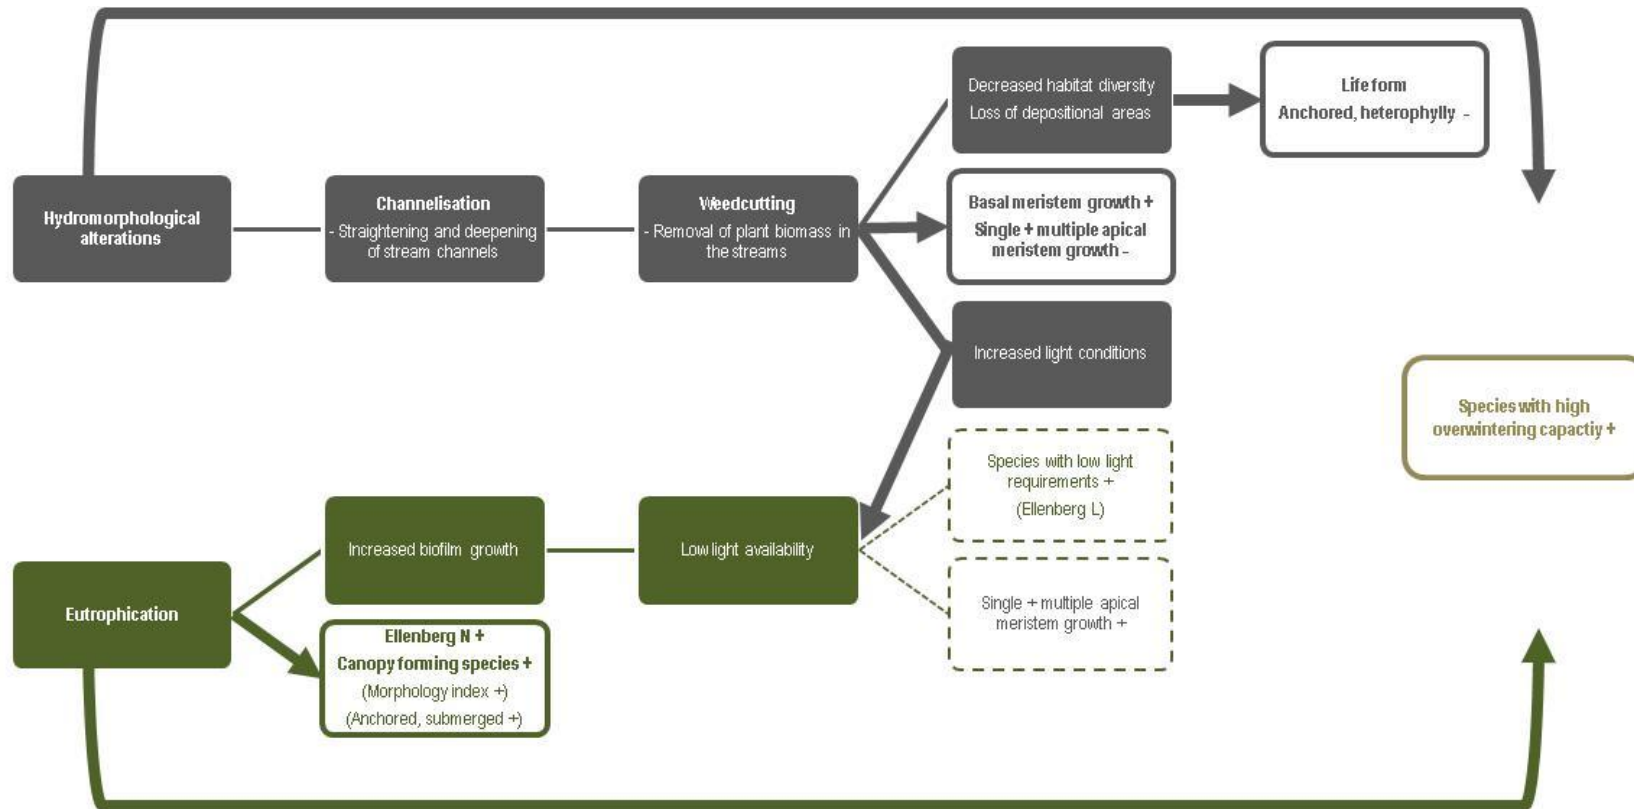 Decreased habitat diversity
Loss of depositional areas
Life form
Anchored, heterophylly -
Hydromorphological
alterations
Channelisation
- Straightening and deepening
of stream channels
Weedcutting
- Removal of plant biomass in
the streams
Basal meristem growth +
Single + multiple apical
meristem growth -
Increased light conditions
Species with high
overwintering capactiy +
Species with low light
requirements +
(Ellenberg L)
Increased biofilm growth
Low light availability
Eutrophication
Single + multiple apical
meristem growth +
Ellenberg N +
Canopy forming species +
(Morphology index +)
(Anchored, submerged +)